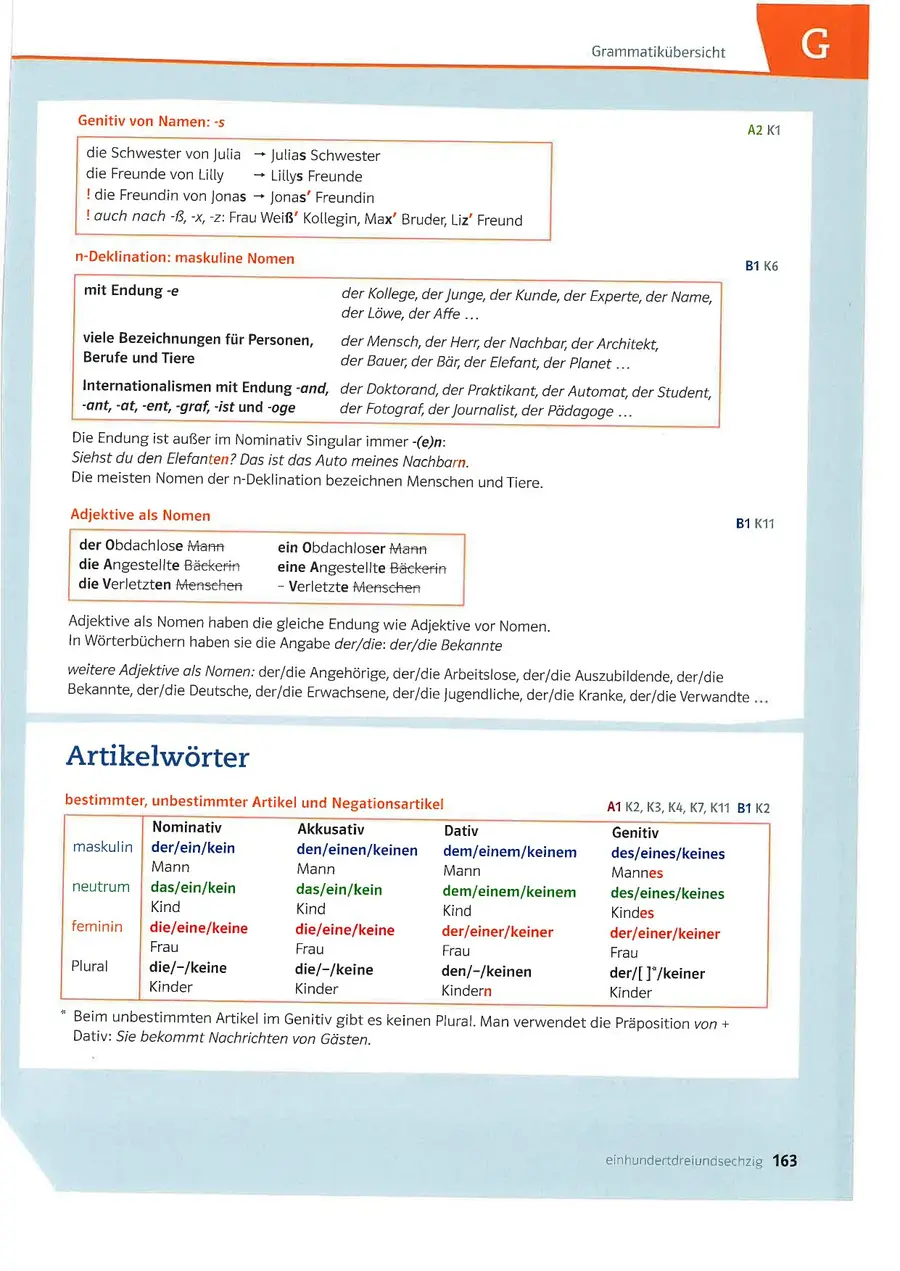 Grammatikübersicht
G
Genitiv von Namen: -s
A2 K1
die Schwester von Julia → Julias Schwester
die Freunde von Lilly → Lillys Freunde
! die Freundin von Jonas → Jonas' Freundin
! auch nach -ß, -x, -z: Frau Weiß' Kollegin, Max' Bruder, Liz' Freund
n-Deklination: maskuline Nomen
B1 K6
mit Endung -e der Kollege, der Junge, der Kunde, der Experte, der Name,
der Löwe, der Affe ...
viele Bezeichnungen für Personen, der Mensch, der Herr, der Nachbar, der Architekt,
Berufe und Tiere der Bauer, der Bär, der Elefant, der Planet ...
Internationalismen mit Endung -and, der Doktorand, der Praktikant, der Automat, der Student,
-ant, -at, -ent, -graf, -ist und -oge der Fotograf, der Journalist, der Pädagoge ...
Die Endung ist außer im Nominativ Singular immer -(e)n:
Siehst du den Elefanten? Das ist das Auto meines Nachbarn.
Die meisten Nomen der n-Deklination bezeichnen Menschen und Tiere.
Adjektive als Nomen
B1 K11
der Obdachlose Mann ein Obdachloser Mann
die Angestellte Bäckerin eine Angestellte Bäckerin
die Verletzten Menschen – Verletzte Menschen
Adjektive als Nomen haben die gleiche Endung wie Adjektive vor Nomen.
In Wörterbüchern haben sie die Angabe der/die: der/die Bekannte
weitere Adjektive als Nomen: der/die Angehörige, der/die Arbeitslose, der/die Auszubildende, der/die
Bekannte, der/die Deutsche, der/die Erwachsene, der/die Jugendliche, der/die Kranke, der/die Verwandte ...
Artikelwörter
bestimmter, unbestimmter Artikel und Negationsartikel
A1 K2, K3, K4, K7, K11 B1 K2
Nominativ Akkusativ Dativ Genitiv
maskulin der/ein/kein den/einen/keinen dem/einem/keinem des/eines/keines
Mann Mann Mann Mannes
neutrum das/ein/kein das/ein/kein dem/einem/keinem des/eines/keines
Kind Kind Kind Kindes
feminin die/eine/keine die/eine/keine der/einer/keiner der/einer/keiner
Frau Frau Frau Frau
Plural die/–/keine die/–/keine den/–/keinen der/[ ]*/keiner
Kinder Kinder Kindern Kinder
* Beim unbestimmten Artikel im Genitiv gibt es keinen Plural. Man verwendet die Präposition von +
Dativ: Sie bekommt Nachrichten von Gästen.
einhundertdreiundsechzig 163